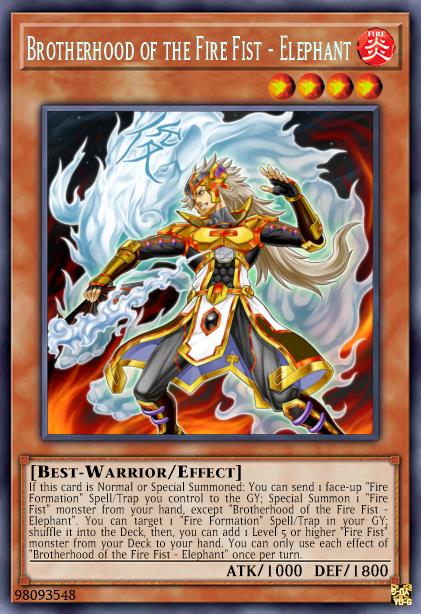 BROTHERHOOD OF THE FIRE FIST - ELEPHANT
FIRE
炎
[BEST-WARRIOR/EFFECT]
If this card is Normal or Special Summoned: You can send 1 face-up "Fire
Formation" Spell/Trap you control to the GY; Special Summon 1 "Fire
Fist" monster from your hand, except "Brotherhood of the Fire Fist -
Elephant". You can target 1 "Fire Formation" Spell/Trap in your GY;
shuffle it into the Deck, then, you can add 1 Level 5 or higher "Fire Fist"
monster from your Deck to your hand. You can only use each effect of
"Brotherhood of the Fire Fist - Elephant" once per turn.
ATK/1000 DEF/1800
98093548